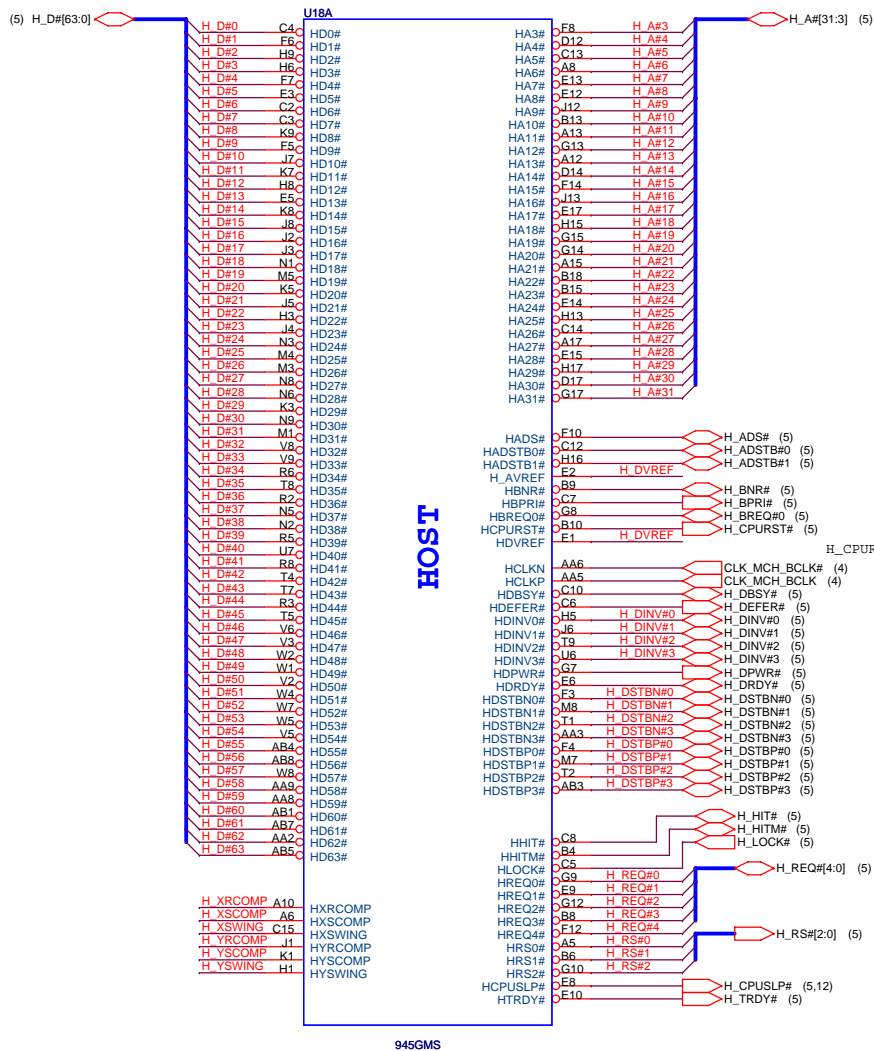 (5) H_D#[63:0]
U18A
H_A#[31:3] (5)
H_D#0 C4 HD0# HA3# F8 H_A#3
H_D#1 F6 HD1# HA4# D12 H_A#4
H_D#2 H9 HD2# HA5# C13 H_A#5
H_D#3 H6 HD3# HA6# A8 H_A#6
H_D#4 F7 HD4# HA7# E13 H_A#7
H_D#5 E3 HD5# HA8# E12 H_A#8
H_D#6 C2 HD6# HA9# J12 H_A#9
H_D#7 C3 HD7# HA10# B13 H_A#10
H_D#8 K9 HD8# HA11# A13 H_A#11
H_D#9 F5 HD9# HA12# G13 H_A#12
H_D#10 J7 HD10# HA13# A12 H_A#13
H_D#11 K7 HD11# HA14# D14 H_A#14
H_D#12 H8 HD12# HA15# F14 H_A#15
H_D#13 E5 HD13# HA16# J13 H_A#16
H_D#14 K8 HD14# HA17# E17 H_A#17
H_D#15 J8 HD15# HA18# H15 H_A#18
H_D#16 J2 HD16# HA19# G15 H_A#19
H_D#17 J3 HD17# HA20# G14 H_A#20
H_D#18 N1 HD18# HA21# A15 H_A#21
H_D#19 M5 HD19# HA22# B18 H_A#22
H_D#20 K5 HD20# HA23# B15 H_A#23
H_D#21 J5 HD21# HA24# E14 H_A#24
H_D#22 H3 HD22# HA25# H13 H_A#25
H_D#23 J4 HD23# HA26# C14 H_A#26
H_D#24 N3 HD24# HA27# A17 H_A#27
H_D#25 M4 HD25# HA28# E15 H_A#28
H_D#26 M3 HD26# HA29# H17 H_A#29
H_D#27 N8 HD27# HA30# D17 H_A#30
H_D#28 N6 HD28# HA31# G17 H_A#31
H_D#29 K3 HD29#
H_D#30 N9 HD30#
H_D#31 M1 HD31# HADS# F10 H_ADS# (5)
H_D#32 V8 HD32# HADSTB0# C12 H_ADSTB#0 (5)
H_D#33 V9 HD33# HADSTB1# H16 H_ADSTB#1 (5)
H_D#34 R6 HD34# H_AVREF E2 H_DVREF
H_D#35 T8 HD35# HBNR# B9 H_BNR# (5)
H_D#36 R2 HD36# HBPRI# C7 H_BPRI# (5)
H_D#37 N5 HD37# HBREQ0# G8 H_BREQ#0 (5)
H_D#38 N2 HD38# HCPURST# B10 H_CPURST# (5)
H_D#39 R5 HD39# HDVREF E1 H_DVREF
H_CPUR
H_D#40 U7 HD40#
H_D#41 R8 HD41# HCLKN AA6 CLK_MCH_BCLK# (4)
H_D#42 T4 HD42# HCLKP AA5 CLK_MCH_BCLK (4)
H_D#43 T7 HD43# HDBSY# C10 H_DBSY# (5)
H_D#44 R3 HD44# HDEFER# C6 H_DEFER# (5)
H_D#45 T5 HD45# HDINV0# H5 H_DINV#0 H_DINV#0 (5)
H_D#46 V6 HD46# HDINV1# J6 H_DINV#1 H_DINV#1 (5)
H_D#47 V3 HD47# HDINV2# T9 H_DINV#2 H_DINV#2 (5)
H_D#48 W2 HD48# HDINV3# U6 H_DINV#3 H_DINV#3 (5)
H_D#49 W1 HD49# HDPWR# G7 H_DPWR# (5)
H_D#50 V2 HD50# HDRDY# E6 H_DRDY# (5)
H_D#51 W4 HD51# HDSTBN0# F3 H_DSTBN#0 H_DSTBN#0 (5)
H_D#52 W7 HD52# HDSTBN1# M8 H_DSTBN#1 H_DSTBN#1 (5)
H_D#53 W5 HD53# HDSTBN2# T1 H_DSTBN#2 H_DSTBN#2 (5)
H_D#54 V5 HD54# HDSTBN3# AA3 H_DSTBN#3 H_DSTBN#3 (5)
H_D#55 AB4 HD55# HDSTBP0# F4 H_DSTBP#0 H_DSTBP#0 (5)
H_D#56 AB8 HD56# HDSTBP1# M7 H_DSTBP#1 H_DSTBP#1 (5)
H_D#57 W8 HD57# HDSTBP2# T2 H_DSTBP#2 H_DSTBP#2 (5)
H_D#58 AA9 HD58# HDSTBP3# AB3 H_DSTBP#3 H_DSTBP#3 (5)
H_D#59 AA8 HD59#
H_D#60 AB1 HD60#
H_D#61 AB7 HD61#
H_D#62 AA2 HD62# HHIT# C8 H_HIT# (5)
H_D#63 AB5 HD63# HHITM# B4 H_HITM# (5)
HLOCK# C5 H_LOCK# (5)
HREQ0# G9 H_REQ#0 H_REQ#[4:0] (5)
HREQ1# E9 H_REQ#1
H_XRCOMP A10 HXRCOMP HREQ2# G12 H_REQ#2
H_XSCOMP A6 HXSCOMP HREQ3# B8 H_REQ#3
H_XSWING C15 HXSWING HREQ4# F12 H_REQ#4
H_YRCOMP J1 HYRCOMP HRS0# A5 H_RS#0 H_RS#[2:0] (5)
H_YSCOMP K1 HYSCOMP HRS1# B6 H_RS#1
H_YSWING H1 HYSWING HRS2# G10 H_RS#2
HCPUSLP# E8 H_CPUSLP# (5,12)
HTRDY# E10 H_TRDY# (5)
HOST
945GMS